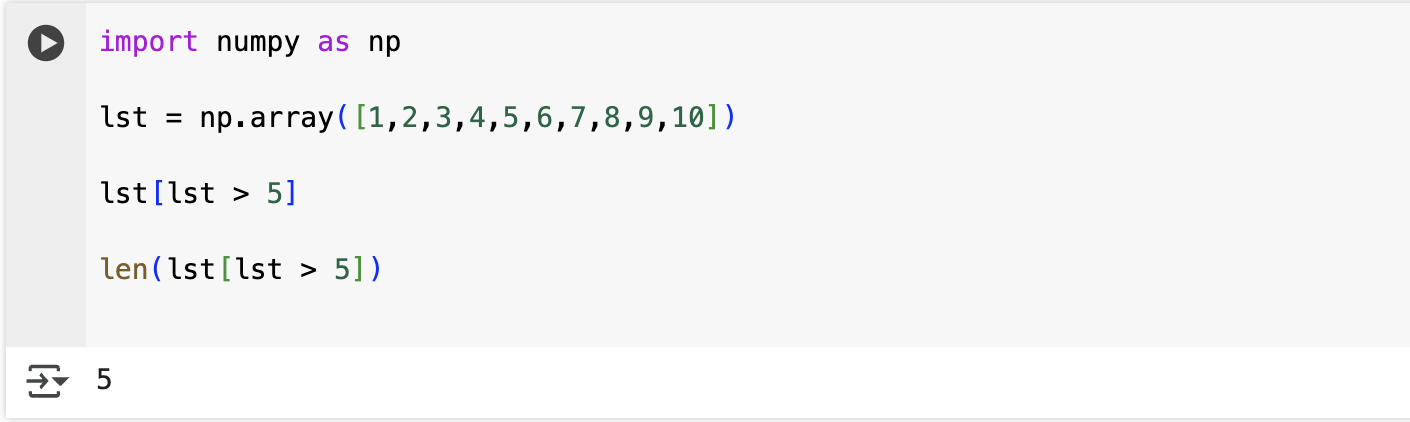 import numpy as np
lst = np.array([1,2,3,4,5,6,7,8,9,10])
lst[lst > 5]
len(lst[lst > 5])
5